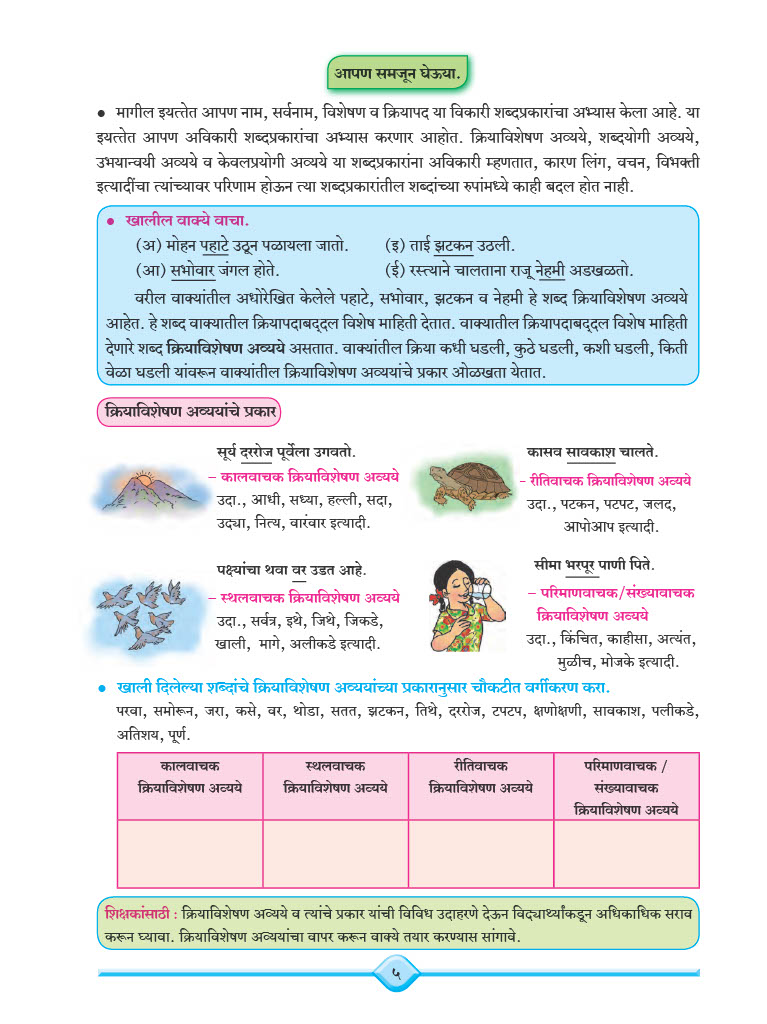 आपण समजून घेऊया.
● मागील इयत्तेत आपण नाम, सर्वनाम, विशेषण व क्रियापद या विकारी शब्दप्रकारांचा अभ्यास केला आहे. या
इयत्तेत आपण अविकारी शब्दप्रकारांचा अभ्यास करणार आहोत. क्रियाविशेषण अव्यये, शब्दयोगी अव्यये,
उभयान्वयी अव्यये व केवलप्रयोगी अव्यये या शब्दप्रकारांना अविकारी म्हणतात, कारण लिंग, वचन, विभक्ती
इत्यादींचा त्यांच्यावर परिणाम होऊन त्या शब्दप्रकारांतील शब्दांच्या रुपांमध्ये काही बदल होत नाही.
● खालील वाक्ये वाचा.
(अ) मोहन पहाटे उठून पळायला जातो. (इ) ताई झटकन उठली.
(आ) सभोवार जंगल होते. (ई) रस्त्याने चालताना राजू नेहमी अडखळतो.
वरील वाक्यांतील अधोरेखित केलेले पहाटे, सभोवार, झटकन व नेहमी हे शब्द क्रियाविशेषण अव्यये
आहेत. हे शब्द वाक्यातील क्रियापदाबद्दल विशेष माहिती देतात. वाक्यातील क्रियापदाबद्दल विशेष माहिती
देणारे शब्द क्रियाविशेषण अव्यये असतात. वाक्यांतील क्रिया कधी घडली, कुठे घडली, कशी घडली, किती
वेळा घडली यांवरून वाक्यांतील क्रियाविशेषण अव्ययांचे प्रकार ओळखता येतात.
क्रियाविशेषण अव्ययांचे प्रकार
सूर्य दररोज पूर्वेला उगवतो.
– कालवाचक क्रियाविशेषण अव्यये
उदा., आधी, सध्या, हल्ली, सदा,
उद्या, नित्य, वारंवार इत्यादी.
कासव सावकाश चालते.
– रीतिवाचक क्रियाविशेषण अव्यये
उदा., पटकन, पटपट, जलद,
आपोआप इत्यादी.
पक्ष्यांचा थवा वर उडत आहे.
– स्थलवाचक क्रियाविशेषण अव्यये
उदा., सर्वत्र, इथे, जिथे, जिकडे,
खाली, मागे, अलीकडे इत्यादी.
सीमा भरपूर पाणी पिते.
– परिमाणवाचक/संख्यावाचक
क्रियाविशेषण अव्यये
उदा., किंचित, काहीसा, अत्यंत,
मुळीच, मोजके इत्यादी.
● खाली दिलेल्या शब्दांचे क्रियाविशेषण अव्ययांच्या प्रकारानुसार चौकटीत वर्गीकरण करा.
परवा, समोरून, जरा, कसे, वर, थोडा, सतत, झटकन, तिथे, दररोज, टपटप, क्षणोक्षणी, सावकाश, पलीकडे,
अतिशय, पूर्ण.
कालवाचक
क्रियाविशेषण अव्यये
स्थलवाचक
क्रियाविशेषण अव्यये
रीतिवाचक
क्रियाविशेषण अव्यये
परिमाणवाचक /
संख्यावाचक
क्रियाविशेषण अव्यये
शिक्षकांसाठी : क्रियाविशेषण अव्यये व त्यांचे प्रकार यांची विविध उदाहरणे देऊन विद्यार्थ्यांकडून अधिकाधिक सराव
करून घ्यावा. क्रियाविशेषण अव्ययांचा वापर करून वाक्ये तयार करण्यास सांगावे.
५